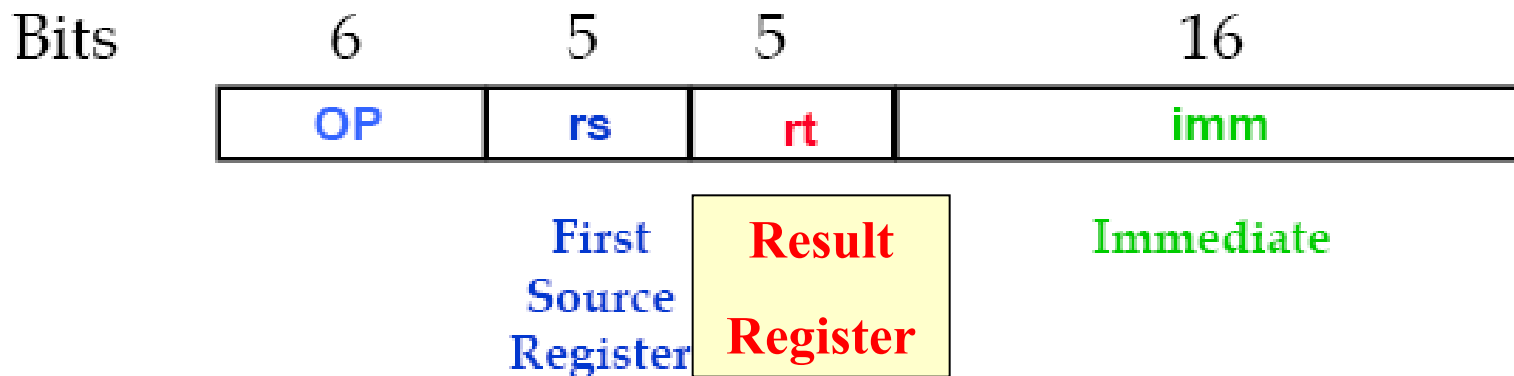 Bits 6 5 5 16
OP rs rt imm
First
Source
Register
Result
Register
Immediate